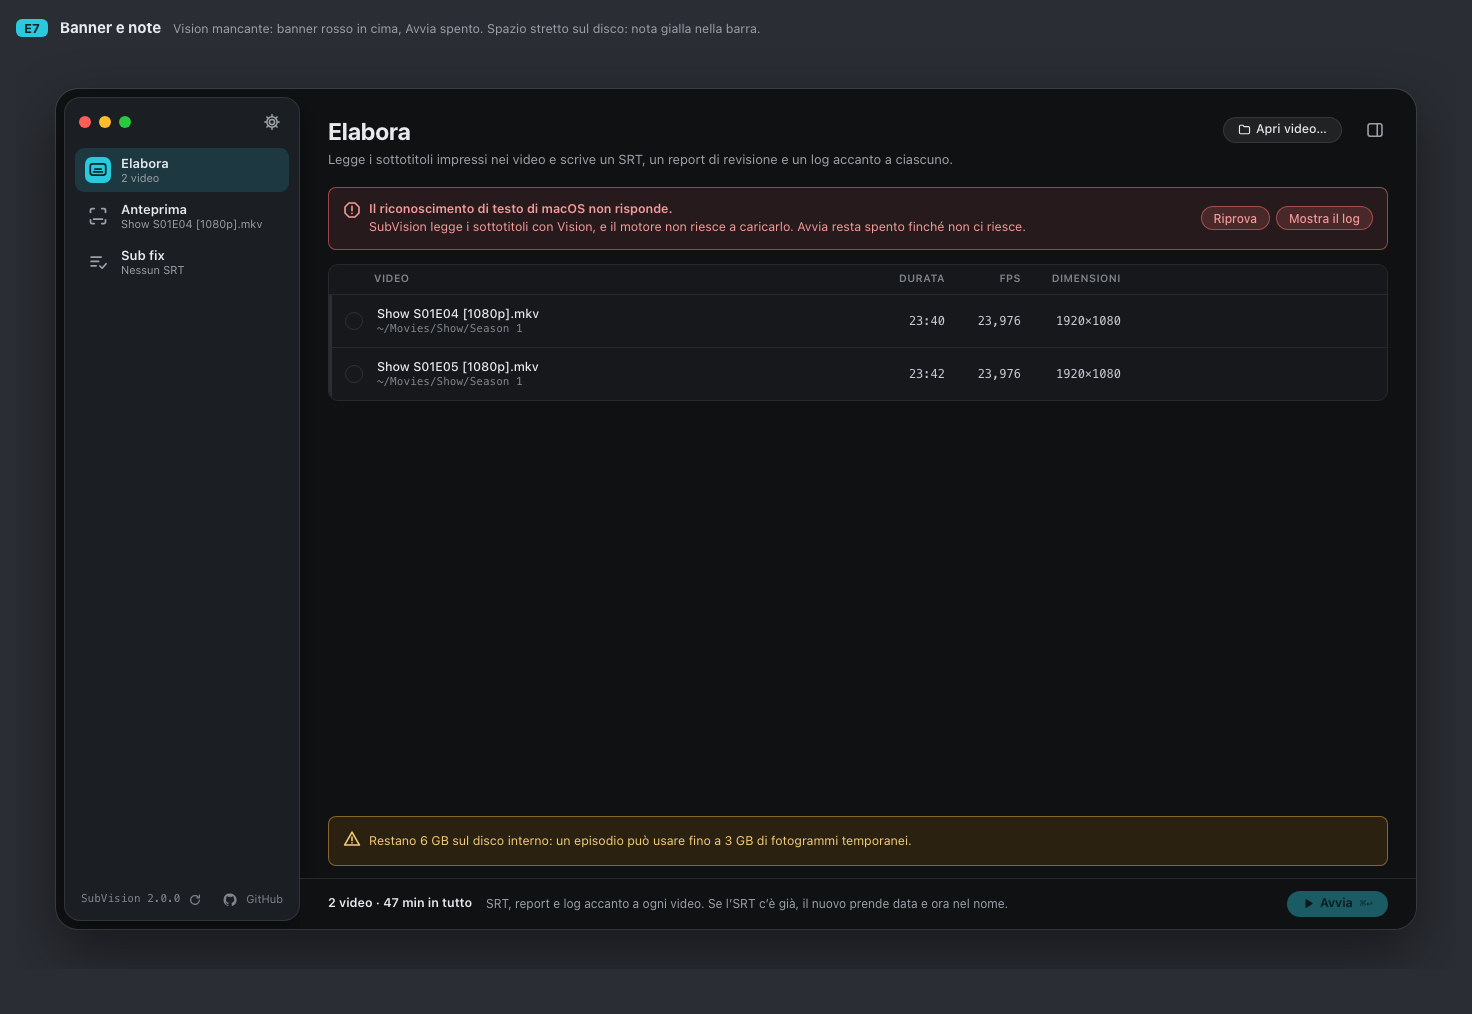 E7 Banner e note Vision mancante: banner rosso in cima, Avvia spento. Spazio stretto sul disco: nota gialla nella barra.
Elabora
2 video
Anteprima
Show S01E04 [1080p].mkv
Sub fix
Nessun SRT
SubVision 2.0.0 GitHub
Elabora
Apri video…
Legge i sottotitoli impressi nei video e scrive un SRT, un report di revisione e un log accanto a ciascuno.
Il riconoscimento di testo di macOS non risponde.
SubVision legge i sottotitoli con Vision, e il motore non riesce a caricarlo. Avvia resta spento finché non ci riesce.
Riprova Mostra il log
VIDEO DURATA FPS DIMENSIONI
Show S01E04 [1080p].mkv
~/Movies/Show/Season 1
23:40 23,976 1920×1080
Show S01E05 [1080p].mkv
~/Movies/Show/Season 1
23:42 23,976 1920×1080
Restano 6 GB sul disco interno: un episodio può usare fino a 3 GB di fotogrammi temporanei.
2 video · 47 min in tutto SRT, report e log accanto a ogni video. Se l’SRT c’è già, il nuovo prende data e ora nel nome.
Avvia ⌘↩